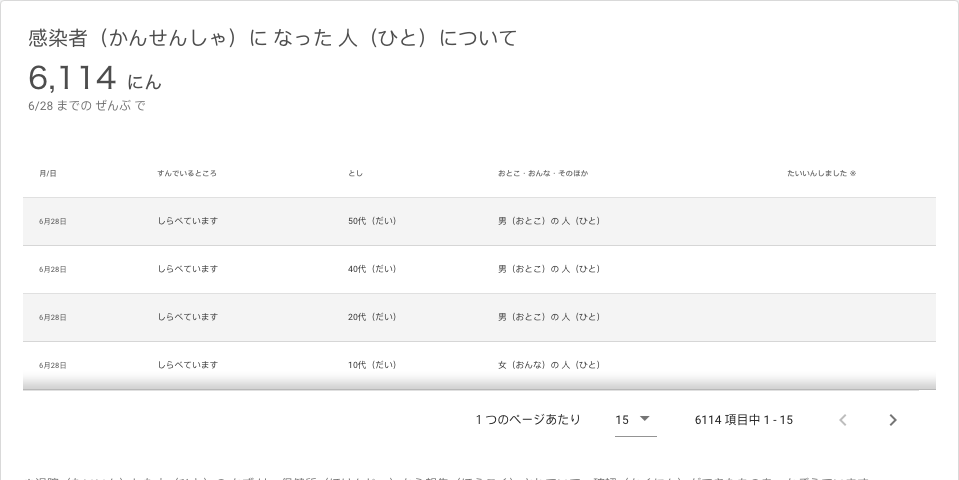 感染者（かんせんしゃ）に なった 人（ひと）について
6,114 にん
6/28 までの ぜんぶ で
月/日 すんでいるところ とし おとこ・おんな・そのほか たいいんしました ※
6月28日 しらべています 50代（だい） 男（おとこ）の 人（ひと）
6月28日 しらべています 40代（だい） 男（おとこ）の 人（ひと）
6月28日 しらべています 20代（だい） 男（おとこ）の 人（ひと）
6月28日 しらべています 10代（だい） 女（おんな）の 人（ひと）
1 つのページあたり 15 6114 項目中 1 - 15